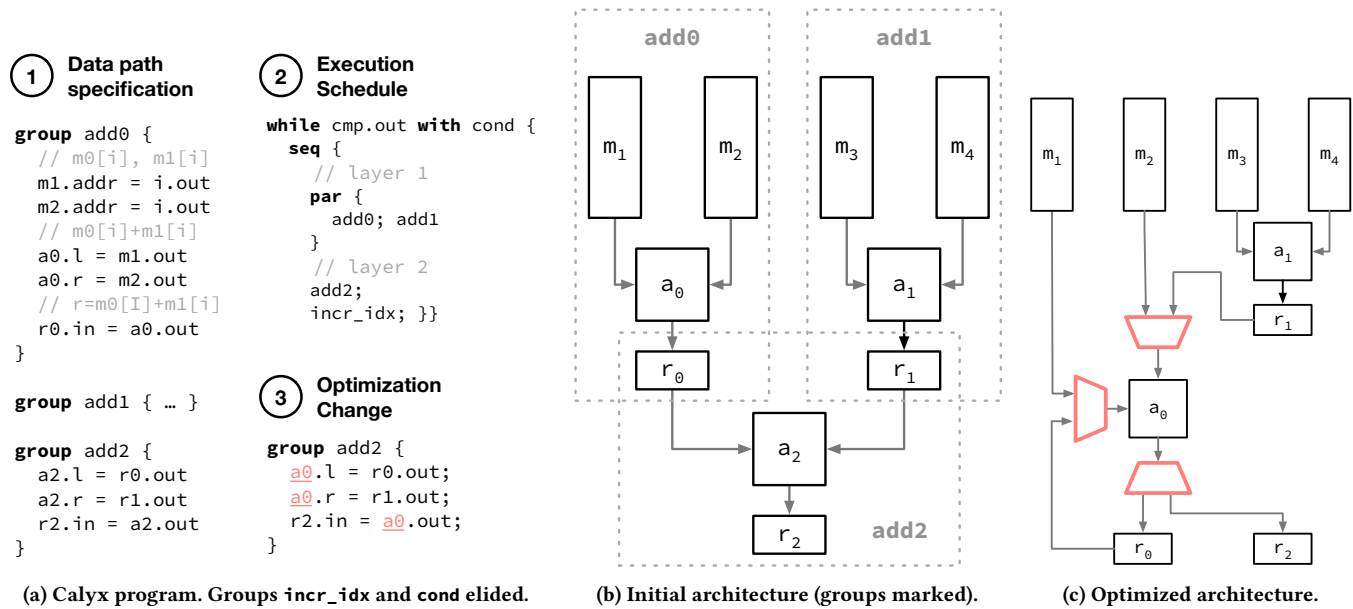 1
Data path
specification
group add0 {
// m0[i], m1[i]
m1.addr = i.out
m2.addr = i.out
// m0[i]+m1[i]
a0.l = m1.out
a0.r = m2.out
// r=m0[I]+m1[i]
r0.in = a0.out
}
group add1 { … }
group add2 {
a2.l = r0.out
a2.r = r1.out
r2.in = a2.out
}
2
Execution
Schedule
while cmp.out with cond {
seq {
// layer 1
par {
add0; add1
}
// layer 2
add2;
incr_idx; }}
3
Optimization
Change
group add2 {
a0.l = r0.out;
a0.r = r1.out;
r2.in = a0.out;
}
(a) Calyx program. Groups incr_idx and cond elided.
add0
add1
m₁
m₂
m₃
m₄
a₀
a₁
r₀
r₁
a₂
r₂
add2
(b) Initial architecture (groups marked).
m₁
m₂
m₃
m₄
a₁
r₁
a₀
r₀
r₂
(c) Optimized architecture.